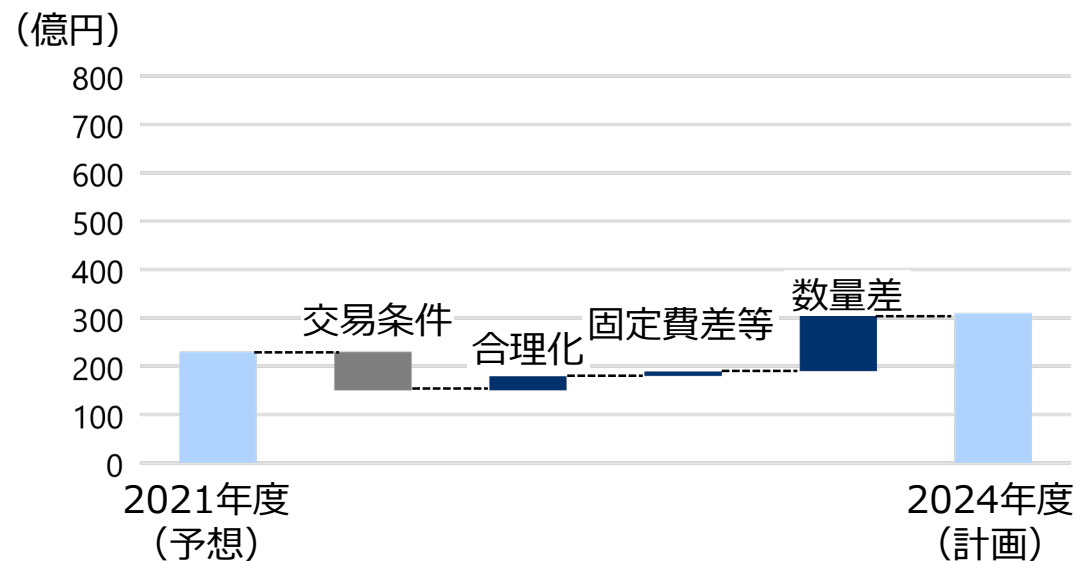 （億円）
800
700
600
500
400
300
200
100
0
交易条件
合理化
固定費差等
数量差
2021年度
（予想）
2024年度
（計画）